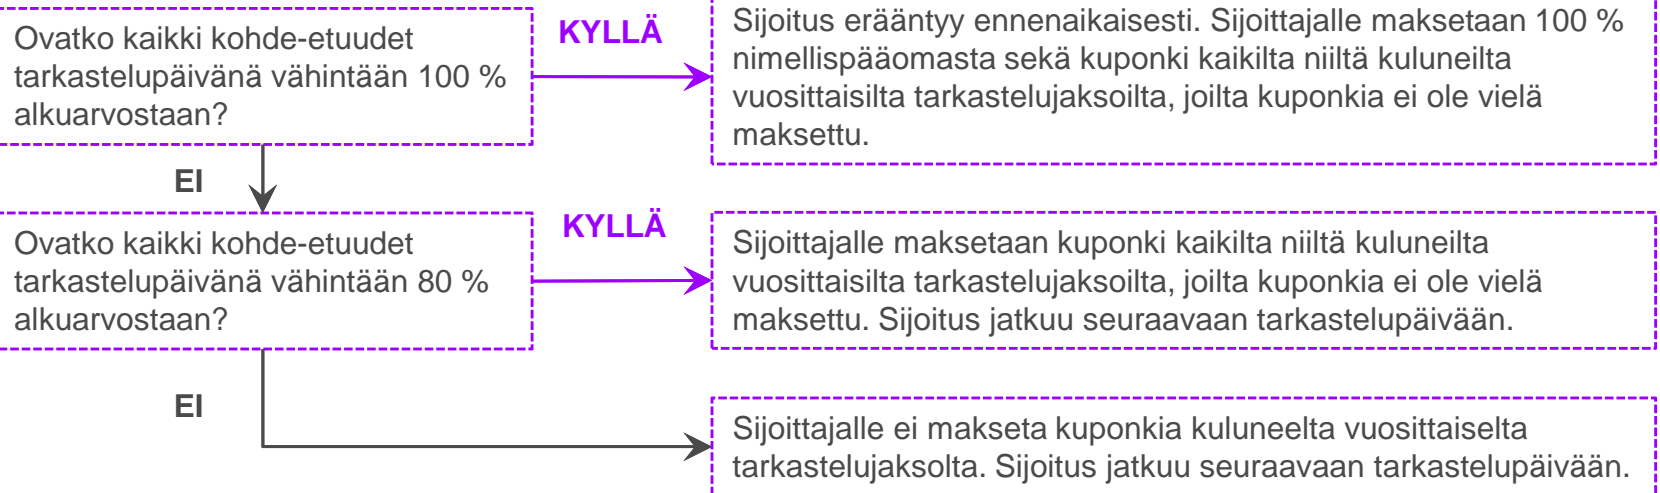 Ovatko kaikki kohde-etuudet
tarkastelupäivänä vähintään 100 %
alkuarvostaan?
KYLLÄ
Sijoitus erääntyy ennenaikaisesti. Sijoittajalle maksetaan 100 %
nimellispääomasta sekä kuponki kaikilta niiltä kuluneilta
vuosittaisilta tarkastelujaksoilta, joilta kuponkia ei ole vielä
maksettu.
EI
Ovatko kaikki kohde-etuudet
tarkastelupäivänä vähintään 80 %
alkuarvostaan?
KYLLÄ
Sijoittajalle maksetaan kuponki kaikilta niiltä kuluneilta
vuosittaisilta tarkastelujaksoilta, joilta kuponkia ei ole vielä
maksettu. Sijoitus jatkuu seuraavaan tarkastelupäivään.
EI
Sijoittajalle ei makseta kuponkia kuluneelta vuosittaiselta
tarkastelujaksolta. Sijoitus jatkuu seuraavaan tarkastelupäivään.